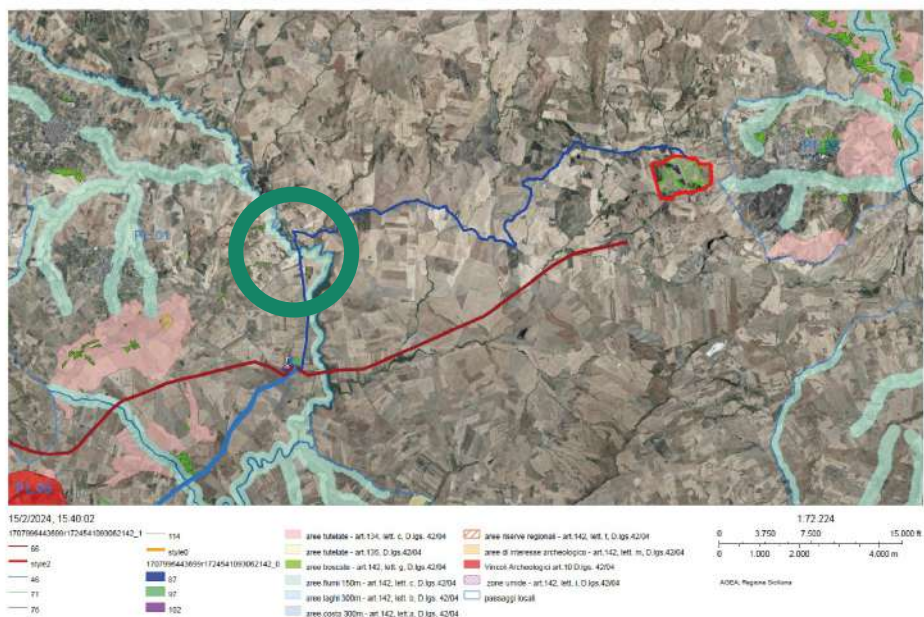 PL01
15/2/2024, 15:40:02
1:72.224
66
style2
46
71
76
114
style0
87
97
102
aree tutelate - art.134, lett. c, D.lgs. 42/04
aree tutelate - art.136, D.lgs.42/04
aree boscate - art.142, lett. g, D.lgs. 42/04
aree fiumi 150m - art.142, lett. c, D.lgs. 42/04
aree laghi 300m - art.142, lett. b, D.lgs. 42/04
aree costa 300m - art.142, lett.a, D.lgs. 42/04
aree riserve regionali - art.142, lett. f, D.lgs.42/04
aree di interesse archeologico - art.142, lett. m, D.lgs. 42/04
Vincoli Archeologici art.10 D.lgs. 42/04
zone umide - art.142, lett. i, D.lgs. 42/04
paesaggi locali
0 3.750 7.500 15.000 ft
0 1.000 2.000 4.000 m
AGEA, Regione Siciliana